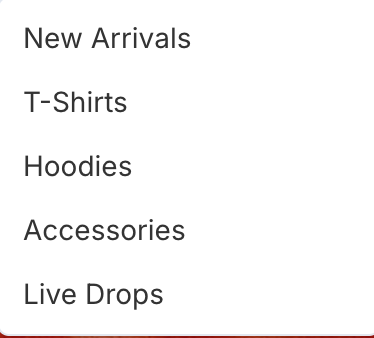 New Arrivals
T-Shirts
Hoodies
Accessories
Live Drops